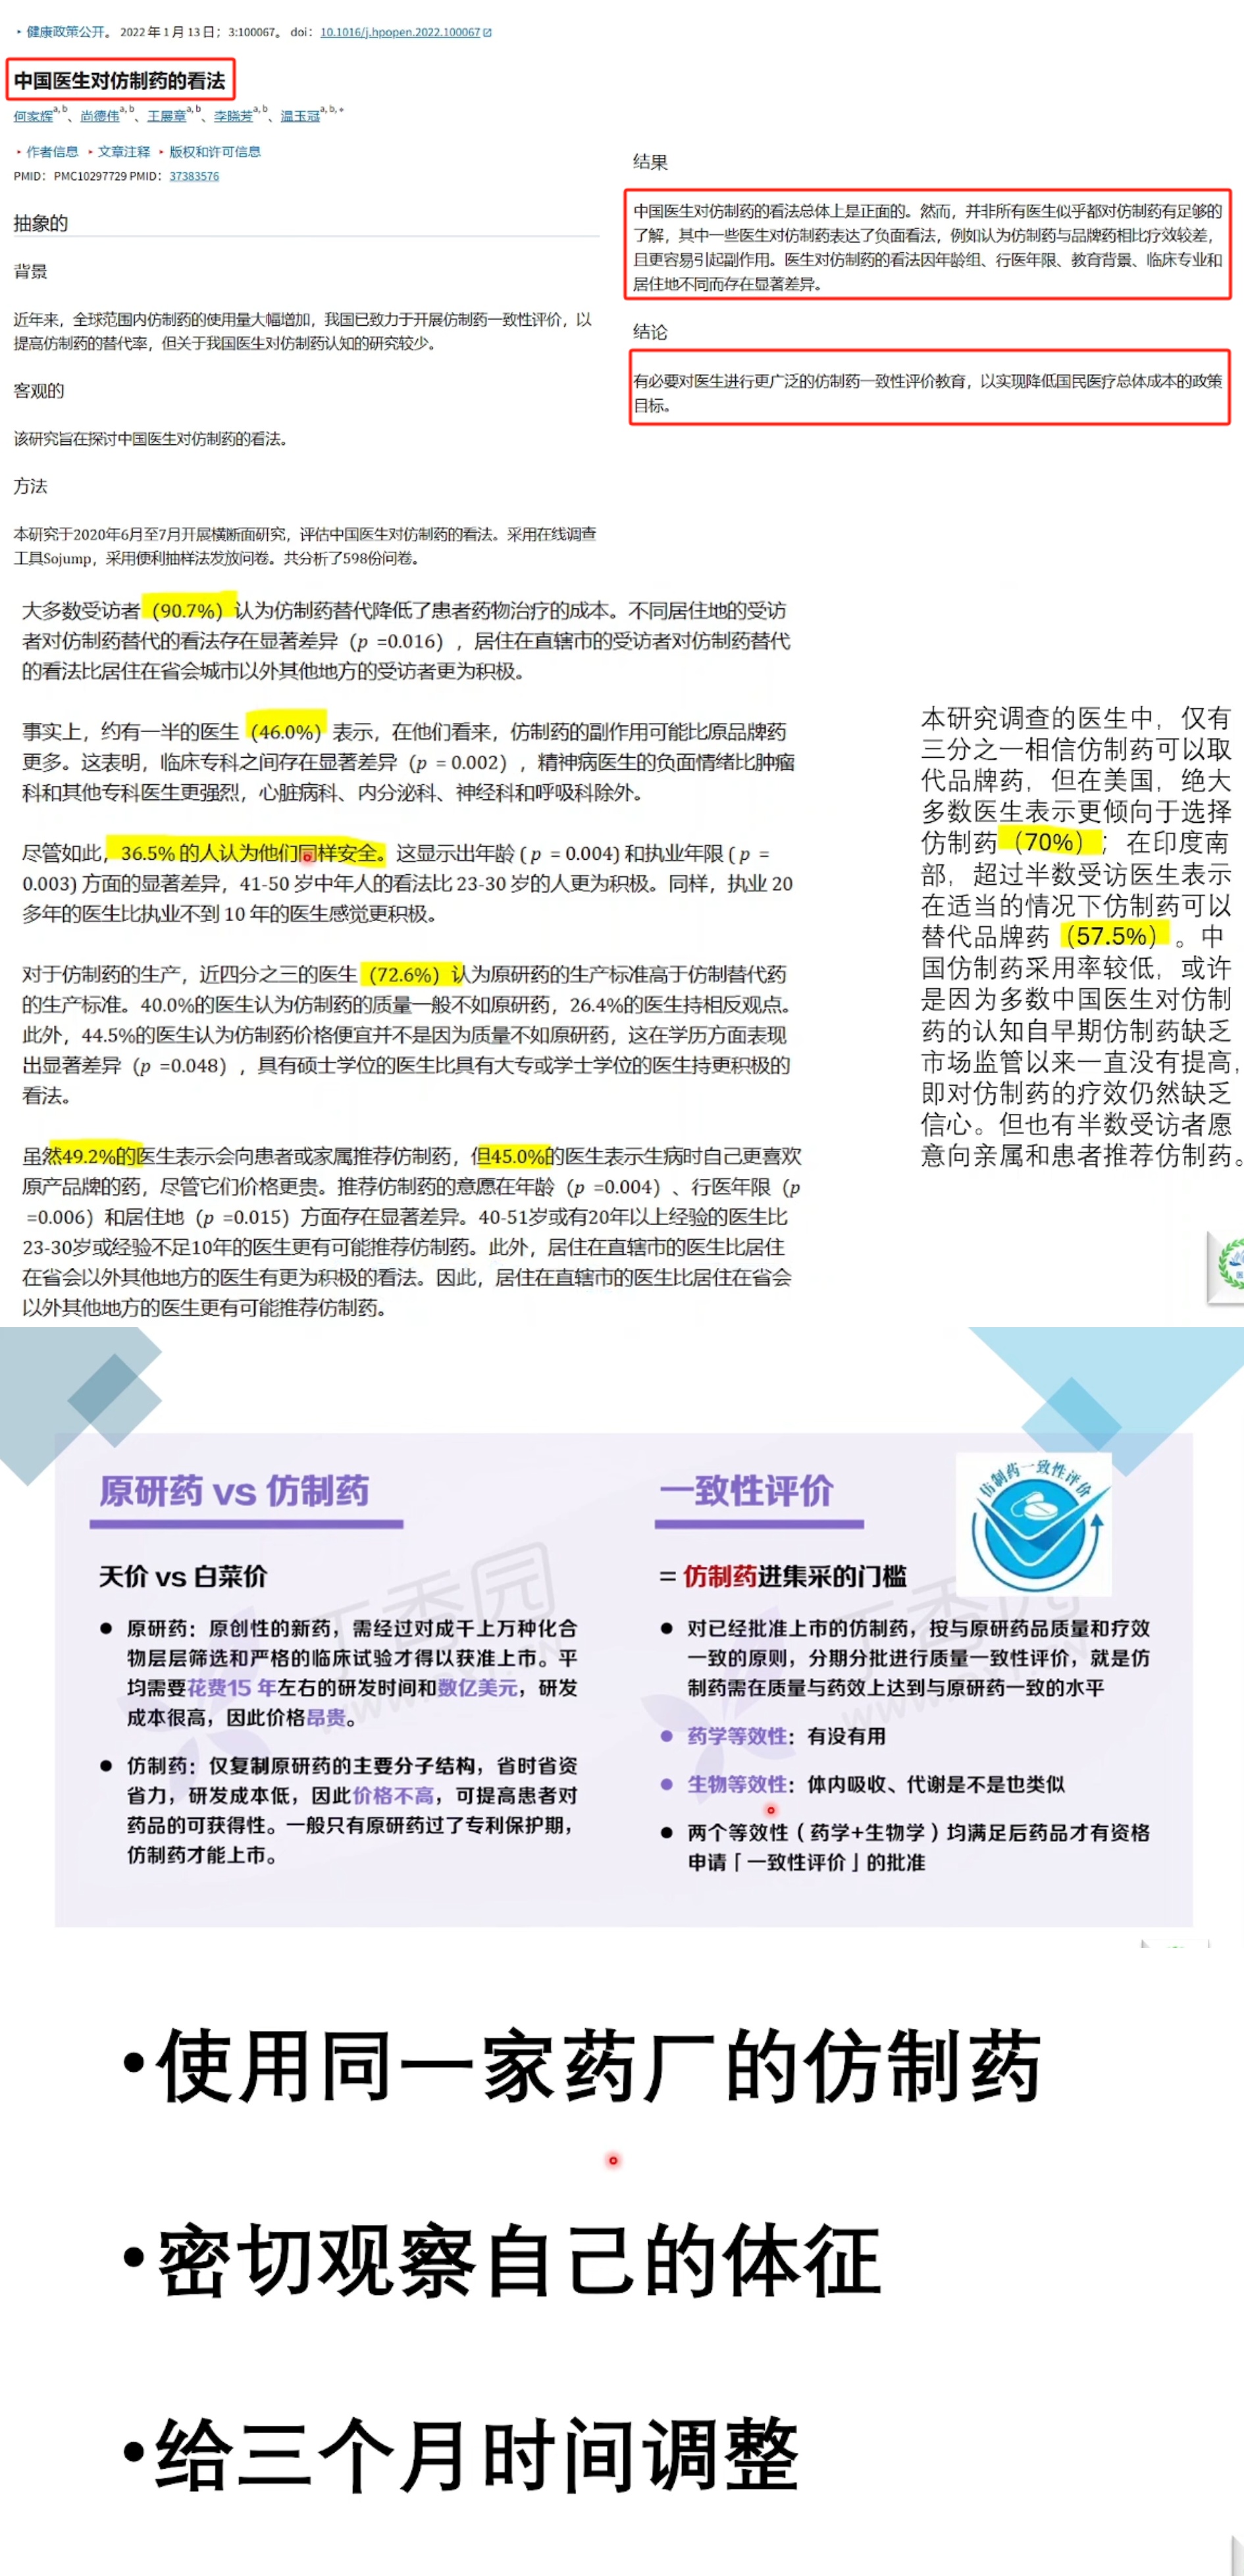 ‣ 健康政策公开。 2022 年 1 月 13 日；3:100067。 doi： 10.1016/j.hpopen.2022.100067
中国医生对仿制药的看法
何家辉a,b、尚德伟a,b、王展章a,b、李晓芳a,b、温玉冠a,b,*
‣ 作者信息 ‣ 文章注释 ‣ 版权和许可信息
PMID： PMC10297729 PMID： 37383576
抽象的
背景
近年来，全球范围内仿制药的使用量大幅增加，我国已致力于开展仿制药一致性评价，以
提高仿制药的替代率，但关于我国医生对仿制药认知的研究较少。
客观的
该研究旨在探讨中国医生对仿制药的看法。
方法
本研究于2020年6月至7月开展横断面研究，评估中国医生对仿制药的看法。采用在线调查
工具Sojump，采用便利抽样法发放问卷。共分析了598份问卷。
结果
中国医生对仿制药的看法总体上是正面的。然而，并非所有医生似乎都对仿制药有足够的
了解，其中一些医生对仿制药表达了负面看法，例如认为仿制药与品牌药相比疗效较差，
且更容易引起副作用。医生对仿制药的看法因年龄组、行医年限、教育背景、临床专业和
居住地不同而存在显著差异。
结论
有必要对医生进行更广泛的仿制药一致性评价教育，以实现降低国民医疗总体成本的政策
目标。
大多数受访者（90.7%）认为仿制药替代降低了患者药物治疗的成本。不同居住地的受访
者对仿制药替代的看法存在显著差异（p =0.016），居住在直辖市的受访者对仿制药替代
的看法比居住在省会城市以外其他地方的受访者更为积极。
事实上，约有一半的医生（46.0%）表示，在他们看来，仿制药的副作用可能比原品牌药
更多。这表明，临床专科之间存在显著差异（p = 0.002），精神病医生的负面情绪比肿瘤
科和其他专科医生更强烈，心脏病科、内分泌科、神经科和呼吸科除外。
尽管如此，36.5% 的人认为他们同样安全。这显示出年龄 ( p = 0.004) 和执业年限 ( p =
0.003) 方面的显著差异，41-50 岁中年人的看法比 23-30 岁的人更为积极。同样，执业 20
多年的医生比执业不到 10 年的医生感觉更积极。
对于仿制药的生产，近四分之三的医生（72.6%）认为原研药的生产标准高于仿制替代药
的生产标准。40.0%的医生认为仿制药的质量一般不如原研药，26.4%的医生持相反观点。
此外，44.5%的医生认为仿制药价格便宜并不是因为质量不如原研药，这在学历方面表现
出显著差异（p =0.048），具有硕士学位的医生比具有大专或学士学位的医生持更积极的
看法。
虽然49.2%的医生表示会向患者或家属推荐仿制药，但45.0%的医生表示生病时自己更喜欢
原产品牌的药，尽管它们价格更贵。推荐仿制药的意愿在年龄（p =0.004）、行医年限（p
=0.006）和居住地（p =0.015）方面存在显著差异。40-51岁或有20年以上经验的医生比
23-30岁或经验不足10年的医生更有可能推荐仿制药。此外，居住在直辖市的医生比居住
在省会以外其他地方的医生有更为积极的看法。因此，居住在直辖市的医生比居住在省会
以外其他地方的医生更有可能推荐仿制药。
本研究调查的医生中，仅有
三分之一相信仿制药可以取
代品牌药，但在美国，绝大
多数医生表示更倾向于选择
仿制药（70%）；在印度南
部，超过半数受访医生表示
在适当的情况下仿制药可以
替代品牌药（57.5%）。中
国仿制药采用率较低，或许
是因为多数中国医生对仿制
药的认知自早期仿制药缺乏
市场监管以来一直没有提高，
即对仿制药的疗效仍然缺乏
信心。但也有半数受访者愿
意向亲属和患者推荐仿制药。
原研药 vs 仿制药
天价 vs 白菜价
● 原研药：原创性的新药，需经过对成千上万种化合
物层层筛选和严格的临床试验才得以获准上市。平
均需要花费15 年左右的研发时间和数亿美元，研发
成本很高，因此价格昂贵。
● 仿制药：仅复制原研药的主要分子结构，省时省资
省力，研发成本低，因此价格不高，可提高患者对
药品的可获得性。一般只有原研药过了专利保护期，
仿制药才能上市。
一致性评价
仿制药一致性评价
= 仿制药进集采的门槛
● 对已经批准上市的仿制药，按与原研药品质量和疗效
一致的原则，分期分批进行质量一致性评价，就是仿
制药需在质量与药效上达到与原研药一致的水平
● 药学等效性：有没有用
● 生物等效性：体内吸收、代谢是不是也类似
● 两个等效性（药学+生物学）均满足后药品才有资格
申请「一致性评价」的批准
丁香园
丁香园
•使用同一家药厂的仿制药
•密切观察自己的体征
•给三个月时间调整